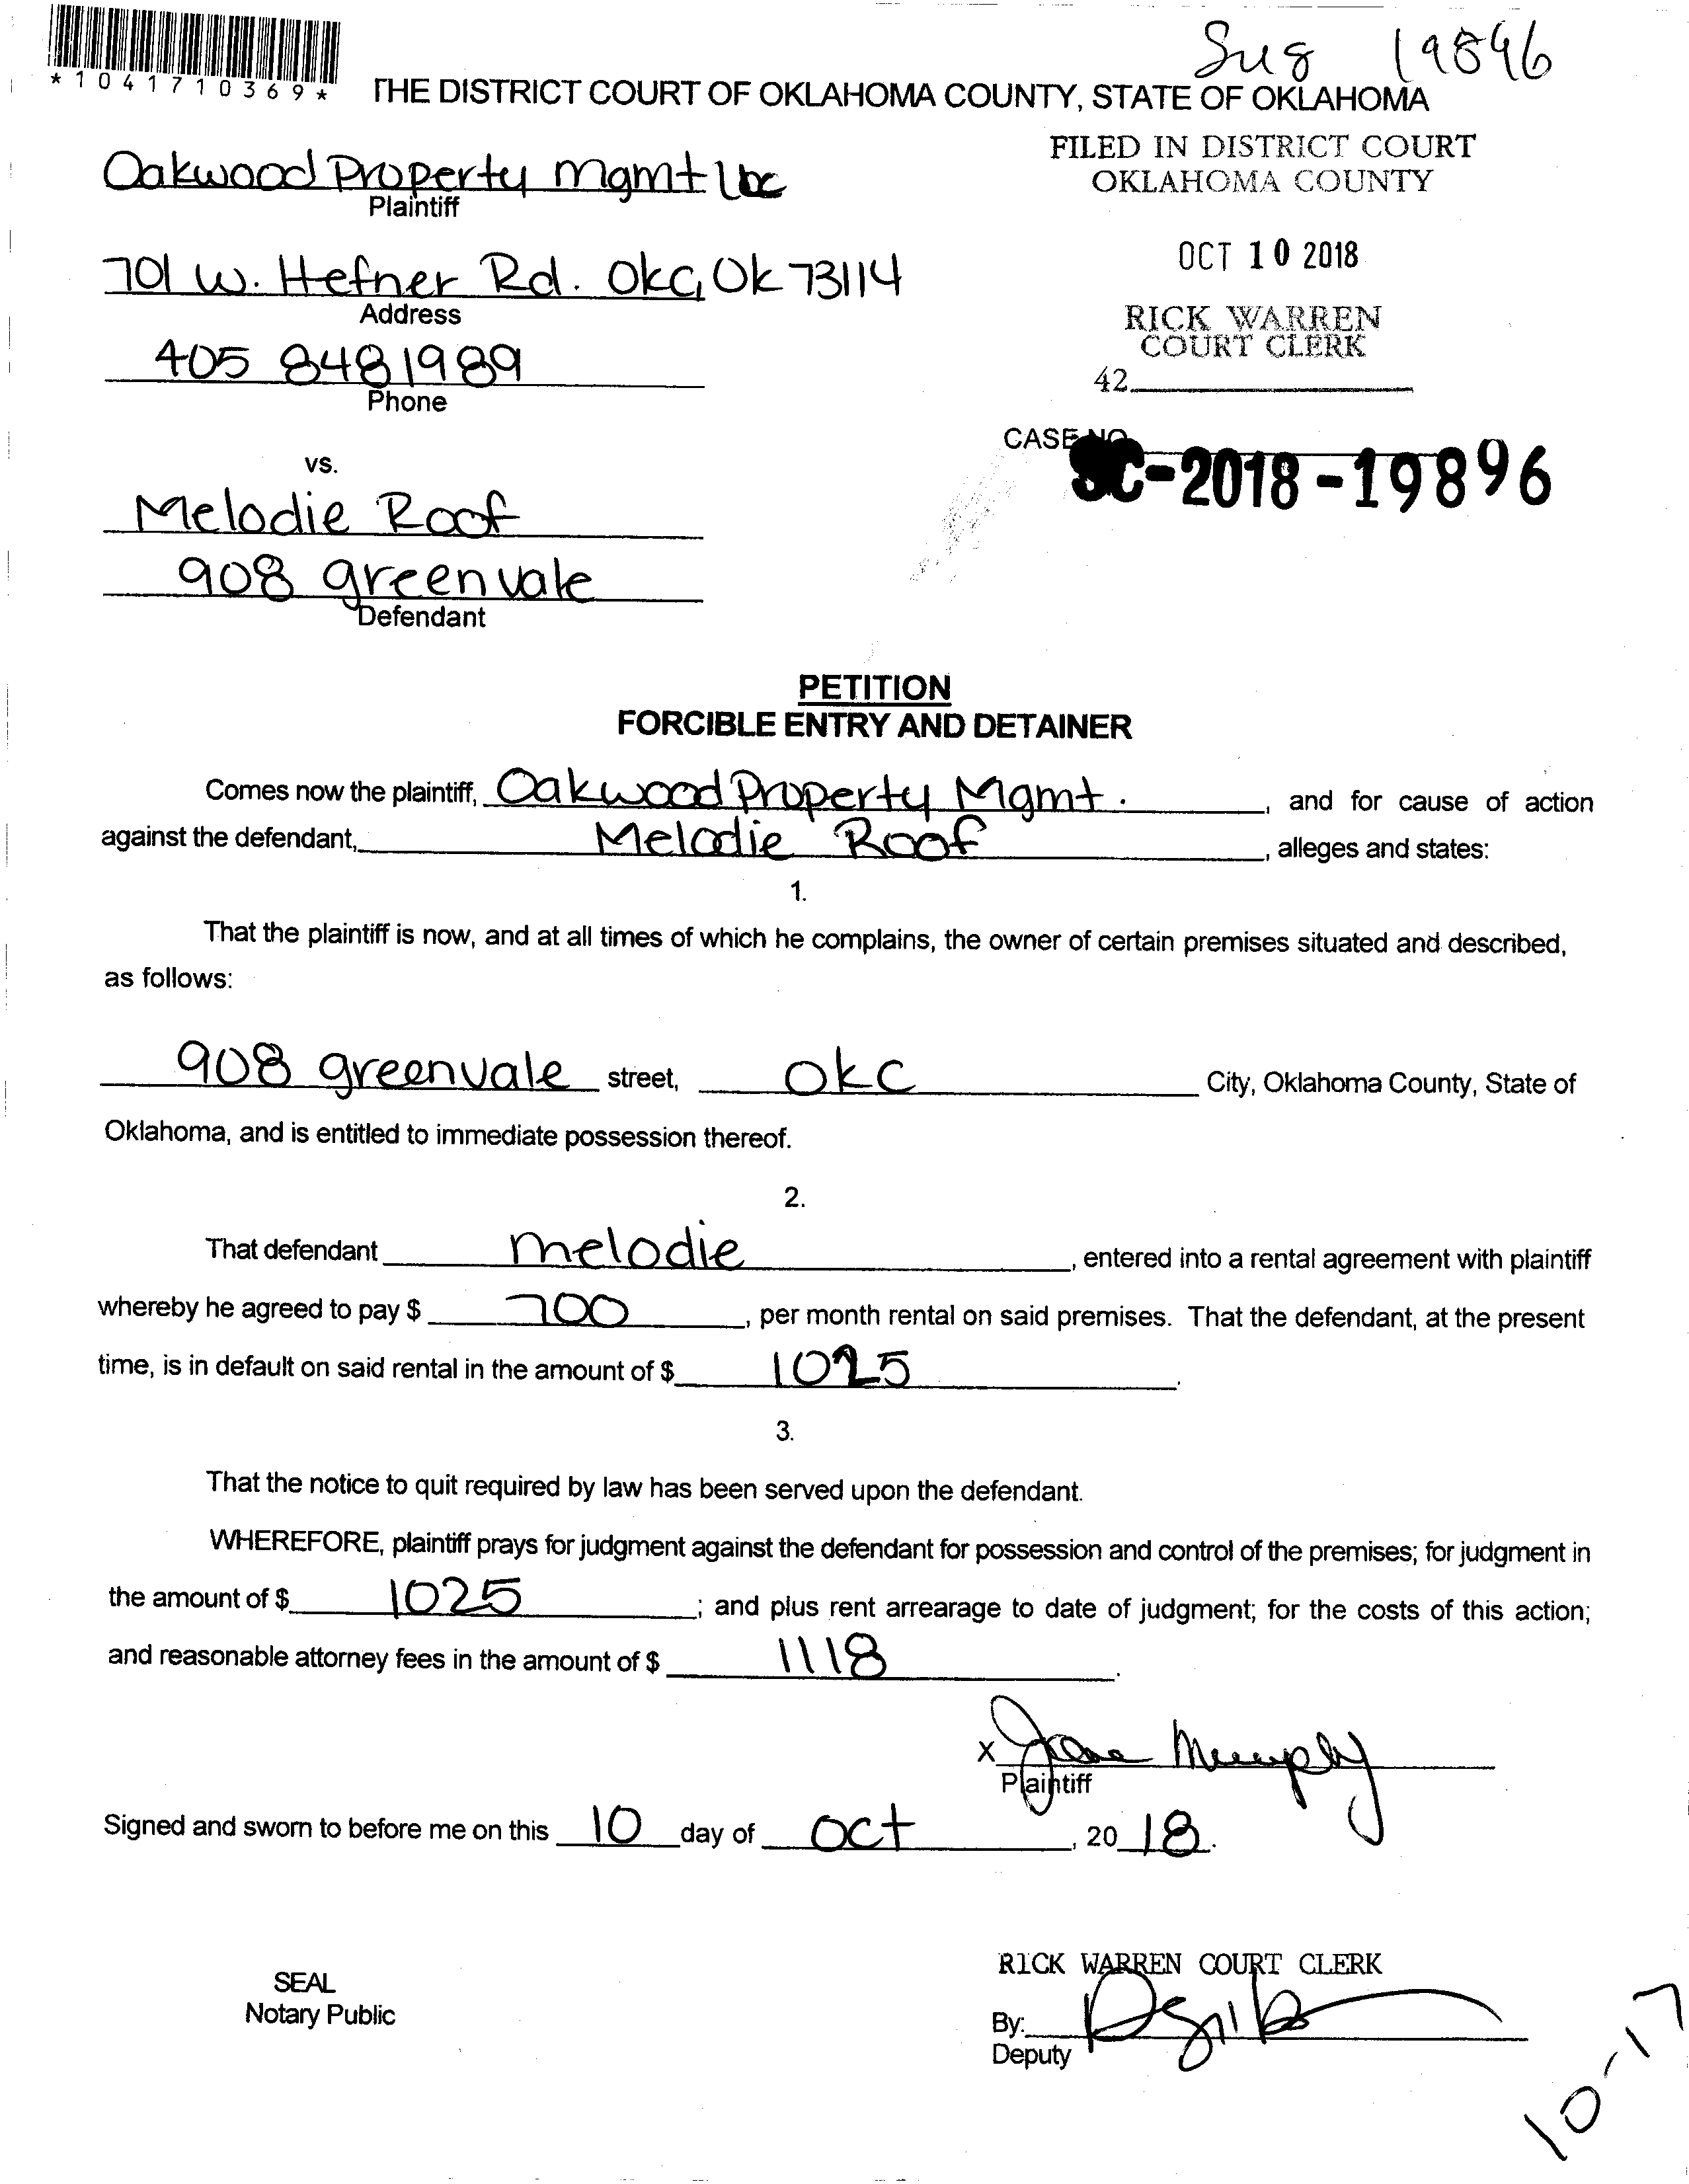 Sug 19896
*1041710369*
THE DISTRICT COURT OF OKLAHOMA COUNTY, STATE OF OKLAHOMA
FILED IN DISTRICT COURT
OKLAHOMA COUNTY
Oakwood Property Mgmt LLC
Plaintiff
OCT 10 2018
701 W. Hefner Rd. Okc, Ok 73114
Address
RICK WARREN
COURT CLERK
405 848 1989
Phone
42
CASE NO.
SC-2018-19896
vs.
Melodie Roof
908 greenvale
Defendant
PETITION
FORCIBLE ENTRY AND DETAINER
Comes now the plaintiff, Oakwood Property Mgmt. , and for cause of action
against the defendant, Melodie Roof , alleges and states:
1.
That the plaintiff is now, and at all times of which he complains, the owner of certain premises situated and described,
as follows:
908 greenvale street, OKC City, Oklahoma County, State of
Oklahoma, and is entitled to immediate possession thereof.
2.
That defendant melodie , entered into a rental agreement with plaintiff
whereby he agreed to pay $ 700 , per month rental on said premises. That the defendant, at the present
time, is in default on said rental in the amount of $ 1025 .
3.
That the notice to quit required by law has been served upon the defendant.
WHEREFORE, plaintiff prays for judgment against the defendant for possession and control of the premises; for judgment in
the amount of $ 1025 ; and plus rent arrearage to date of judgment; for the costs of this action;
and reasonable attorney fees in the amount of $ 1118 .
x Jana Murphy
Plaintiff
Signed and sworn to before me on this 10 day of Oct , 20 18.
RICK WARREN COURT CLERK
SEAL
Notary Public
By:
Deputy
10-17